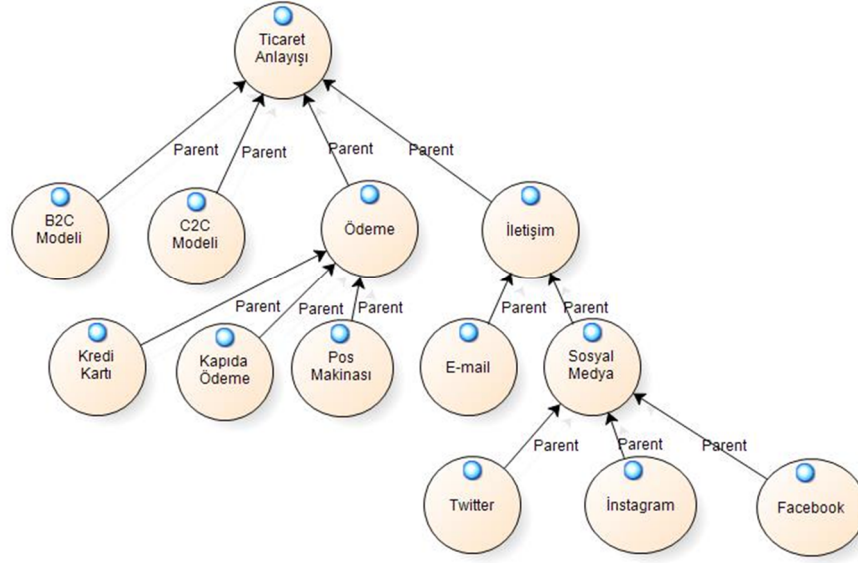 Ticaret
Anlayışı
Parent
Parent
Parent
Parent
B2C
Modeli
C2C
Modeli
Ödeme
İletişim
Parent
Parent
Parent
Parent
Parent
Kredi
Kartı
Kapıda
Ödeme
Pos
Makinası
E-mail
Sosyal
Medya
Parent
Parent
Parent
Twitter
İnstagram
Facebook